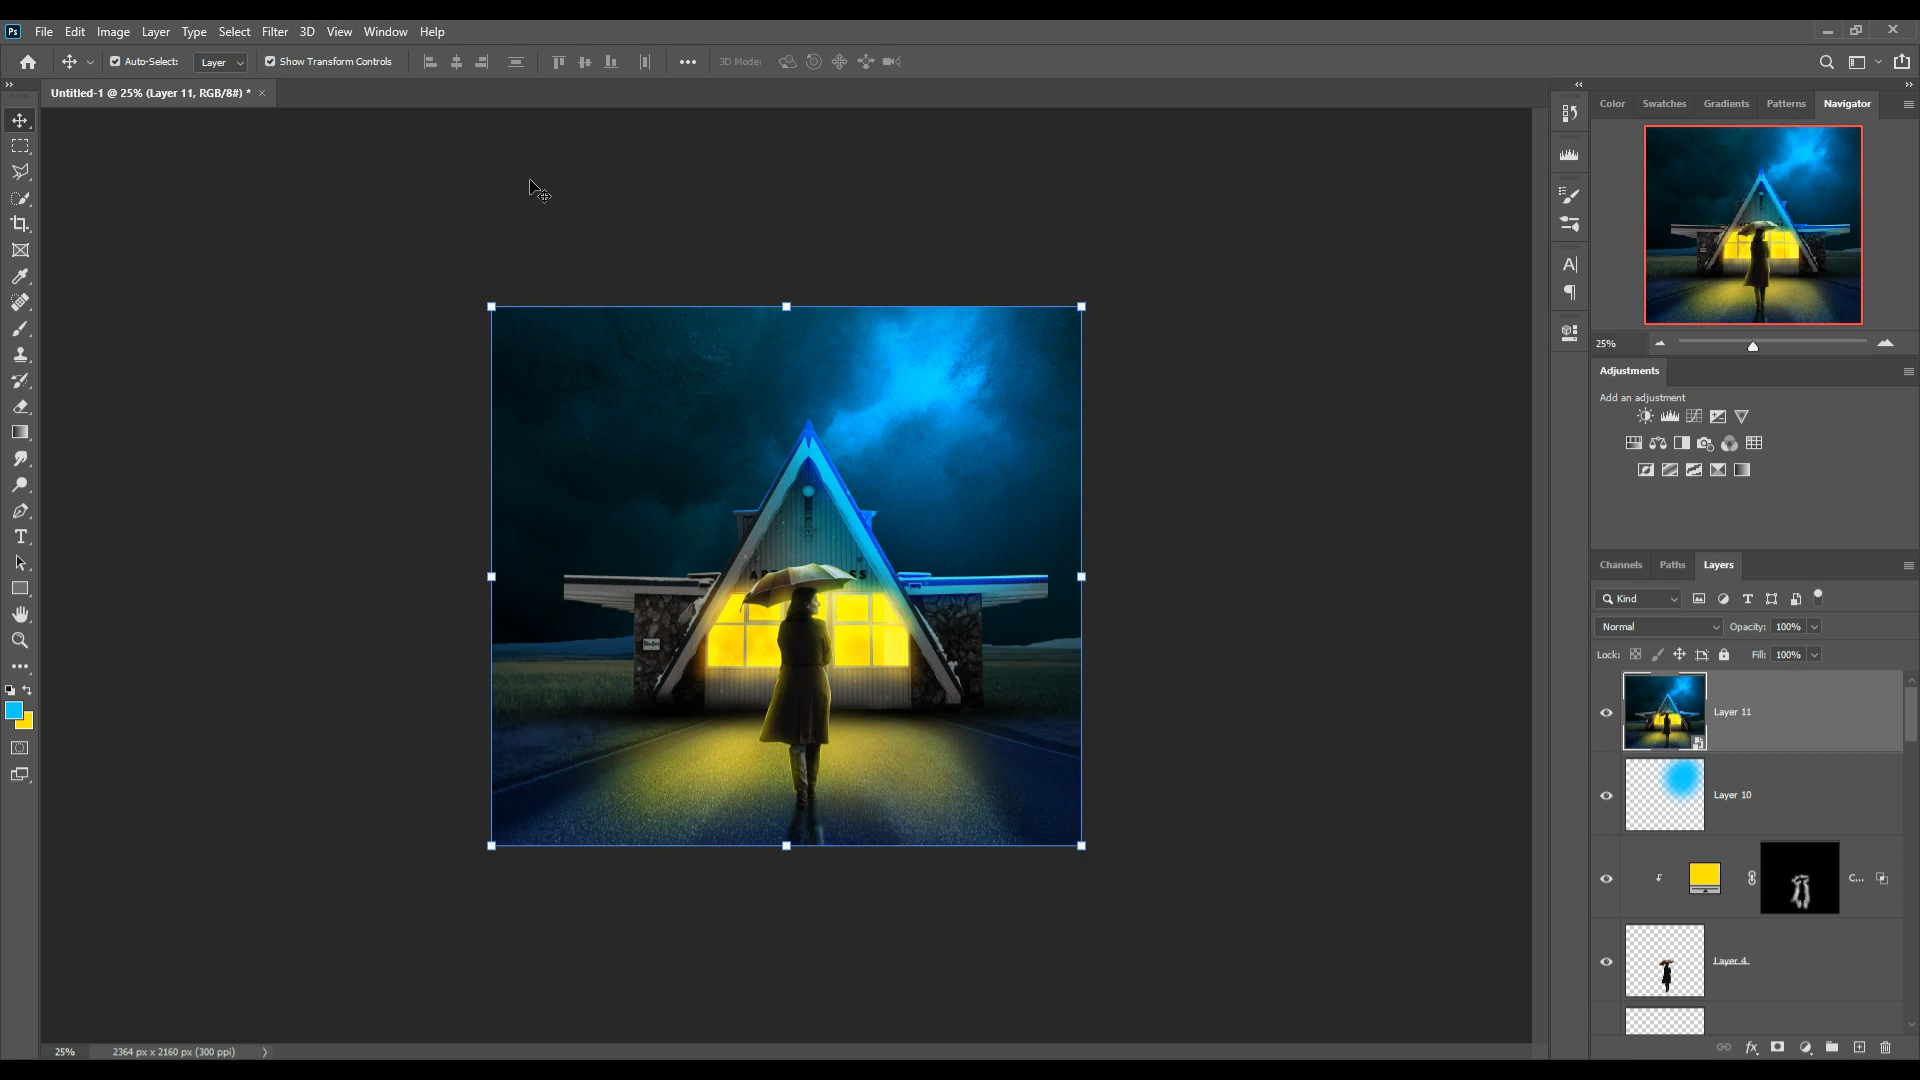 Ps File Edit Image Layer Type Select Filter 3D View Window Help
Auto-Select: Layer Show Transform Controls 3D Mode:
Untitled-1 @ 25% (Layer 11, RGB/8#) *
Color Swatches Gradients Patterns Navigator
25%
Adjustments
Add an adjustment
Channels Paths Layers
Kind
Normal Opacity: 100%
Lock: Fill: 100%
Layer 11
Layer 10
C...
Layer 4
25% 2364 px x 2160 px (300 ppi)